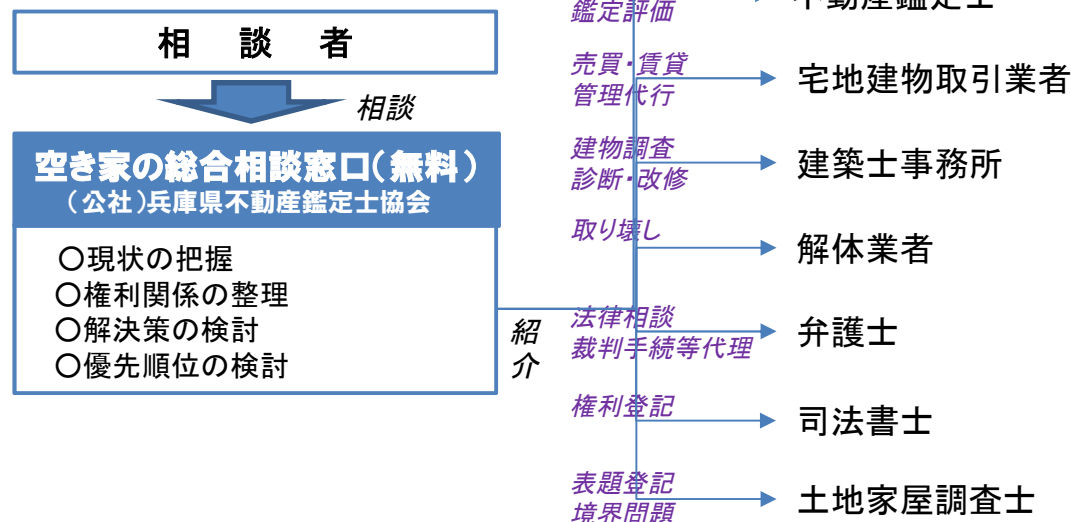 相　談　者
相談
空き家の総合相談窓口(無料)
(公社)兵庫県不動産鑑定士協会
〇現状の把握
〇権利関係の整理
〇解決策の検討
〇優先順位の検討
紹
介
鑑定評価
不動産鑑定士
売買・賃貸
管理代行
宅地建物取引業者
建物調査
診断・改修
建築士事務所
取り壊し
解体業者
法律相談
裁判手続等代理
弁護士
権利登記
司法書士
表題登記
境界問題
土地家屋調査士